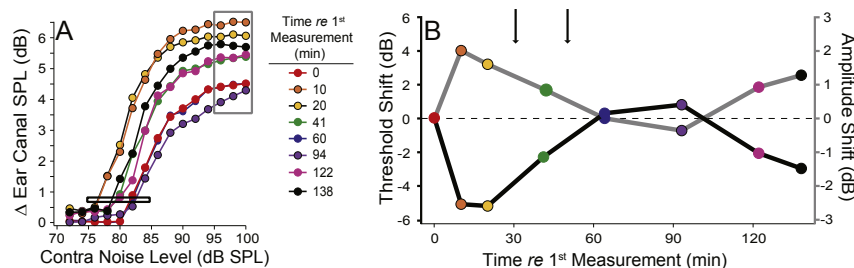 A
Δ Ear Canal SPL (dB)
6
5
4
3
2
1
0
70 75 80 85 90 95 100
Contra Noise Level (dB SPL)
Time re 1st
Measurement
(min)
0
10
20
41
60
94
122
138
B
Threshold Shift (dB)
6
4
2
0
-2
-4
-6
0 30 60 90 120
Time re 1st Measurement (min)
3
2
1
0
-1
-2
-3
Amplitude Shift (dB)